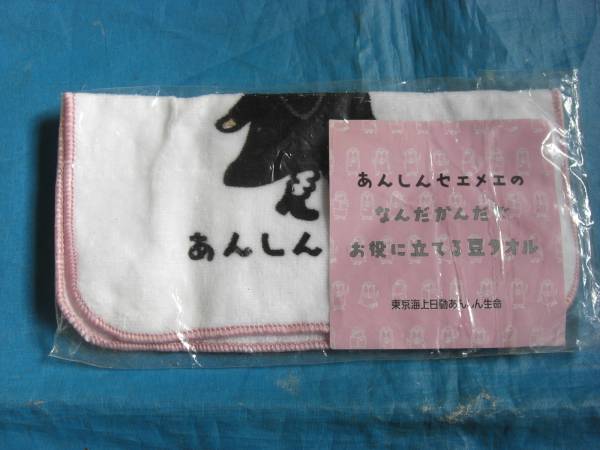 あんしん
あんしんセエメエの
なんだかんだと
お役に立てる豆タオル
東京海上日動あんしん生命